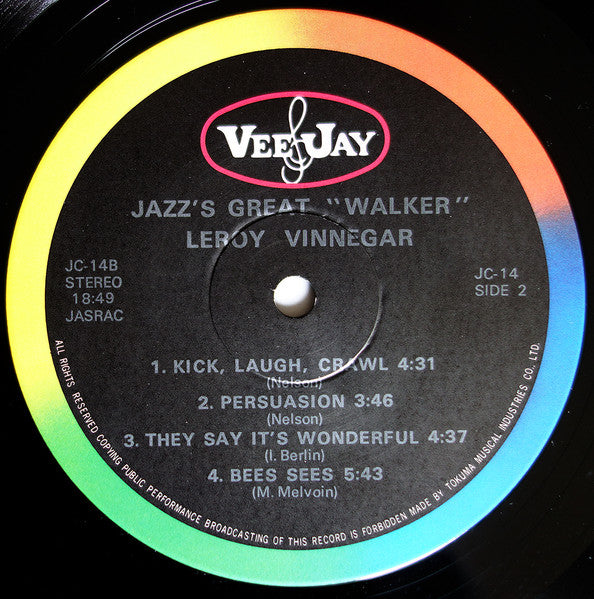 VEE JAY
JAZZ'S GREAT "WALKER"
LEROY VINNEGAR
JC-14B
STEREO
18:49
JASRAC
JC-14
SIDE 2
1. KICK, LAUGH, CRAWL 4:31
(Nelson)
2. PERSUASION 3:46
(Nelson)
3. THEY SAY IT'S WONDERFUL 4:37
(I. Berlin)
4. BEES SEES 5:43
(M. Melvoin)
ALL RIGHTS RESERVED COPYING PUBLIC PERFORMANCE BROADCASTING OF THIS RECORD IS FORBIDDEN MADE BY TOKUMA MUSICAL INDUSTRIES CO. LTD.